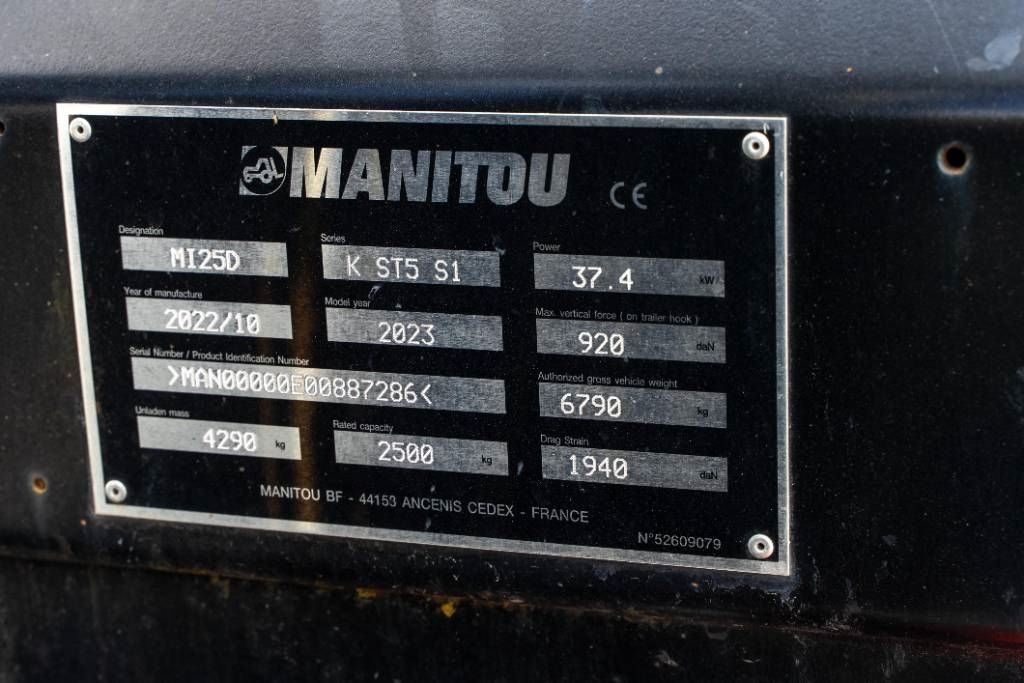 MANITOU CE
Designation Series Power
MI25D K ST5 S1 37.4 kW
Year of manufacture Model year Max. vertical force ( on trailer hook )
2022/10 2023 920 daN
Serial Number / Product Identification Number Authorized gross vehicle weight
>MAN00000E00887286< 6790 kg
Unladen mass Rated capacity Drag Strain
4290 kg 2500 kg 1940 daN
MANITOU BF - 44153 ANCENIS CEDEX - FRANCE
N°52609079